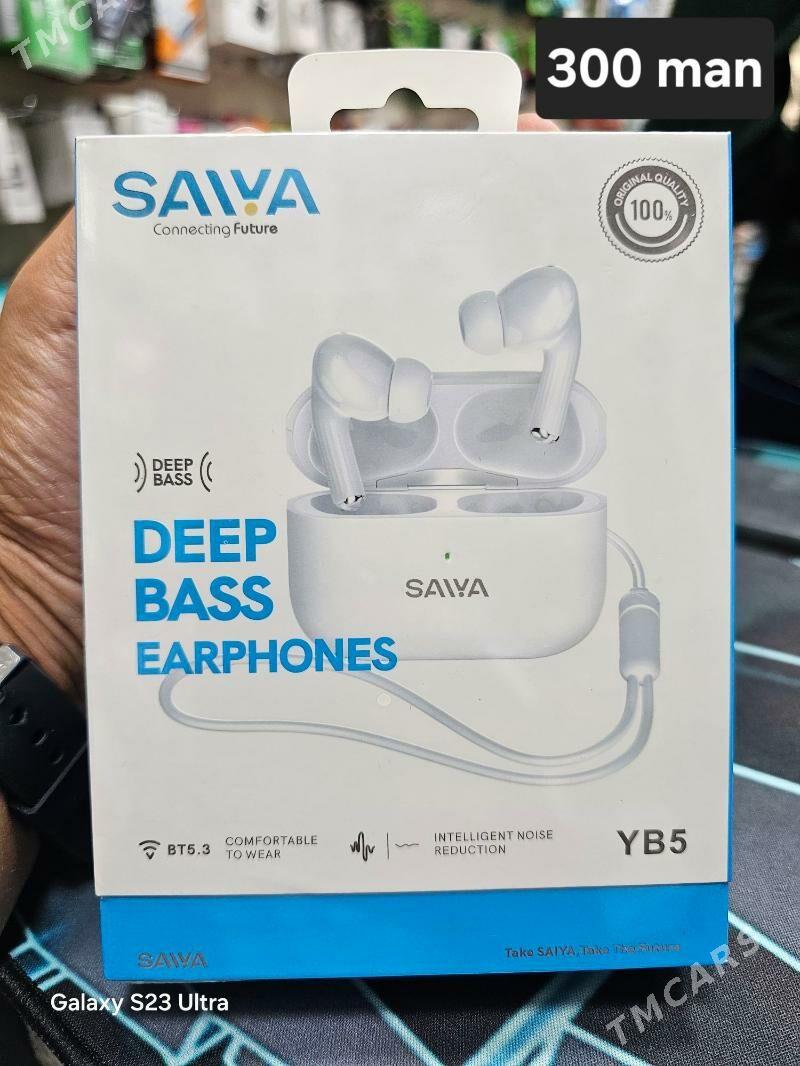 TMCARS
300 man
SAIYA
Connecting Future
ORIGINAL QUALITY
100%
DEEP
BASS
DEEP
BASS
EARPHONES
SAIYA
BT5.3
COMFORTABLE
TO WEAR
INTELLIGENT NOISE
REDUCTION
YB5
SAIYA
Take SAIYA,Take The Future
Galaxy S23 Ultra
TMCARS